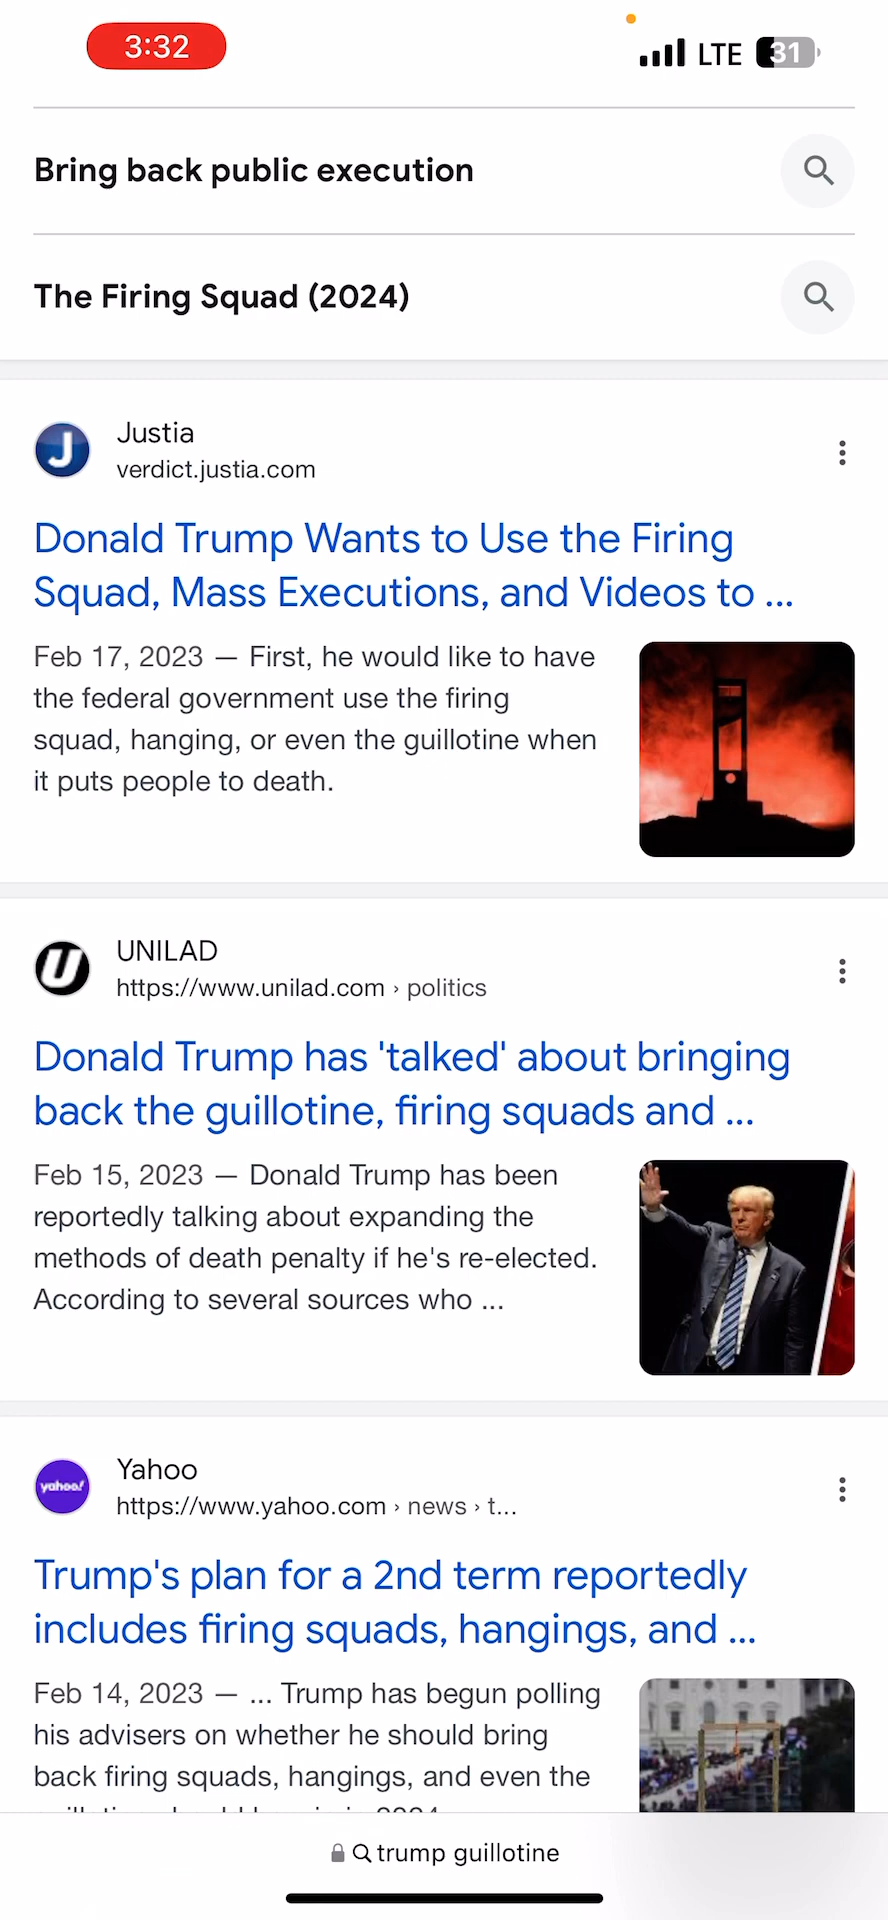 3:32
LTE
31
Bring back public execution
The Firing Squad (2024)
J
Justia
verdict.justia.com
Donald Trump Wants to Use the Firing
Squad, Mass Executions, and Videos to ...
Feb 17, 2023 — First, he would like to have
the federal government use the firing
squad, hanging, or even the guillotine when
it puts people to death.
U
UNILAD
https://www.unilad.com › politics
Donald Trump has 'talked' about bringing
back the guillotine, firing squads and ...
Feb 15, 2023 — Donald Trump has been
reportedly talking about expanding the
methods of death penalty if he's re-elected.
According to several sources who ...
yahoo!
Yahoo
https://www.yahoo.com › news › t...
Trump's plan for a 2nd term reportedly
includes firing squads, hangings, and ...
Feb 14, 2023 — ... Trump has begun polling
his advisers on whether he should bring
back firing squads, hangings, and even the
trump guillotine